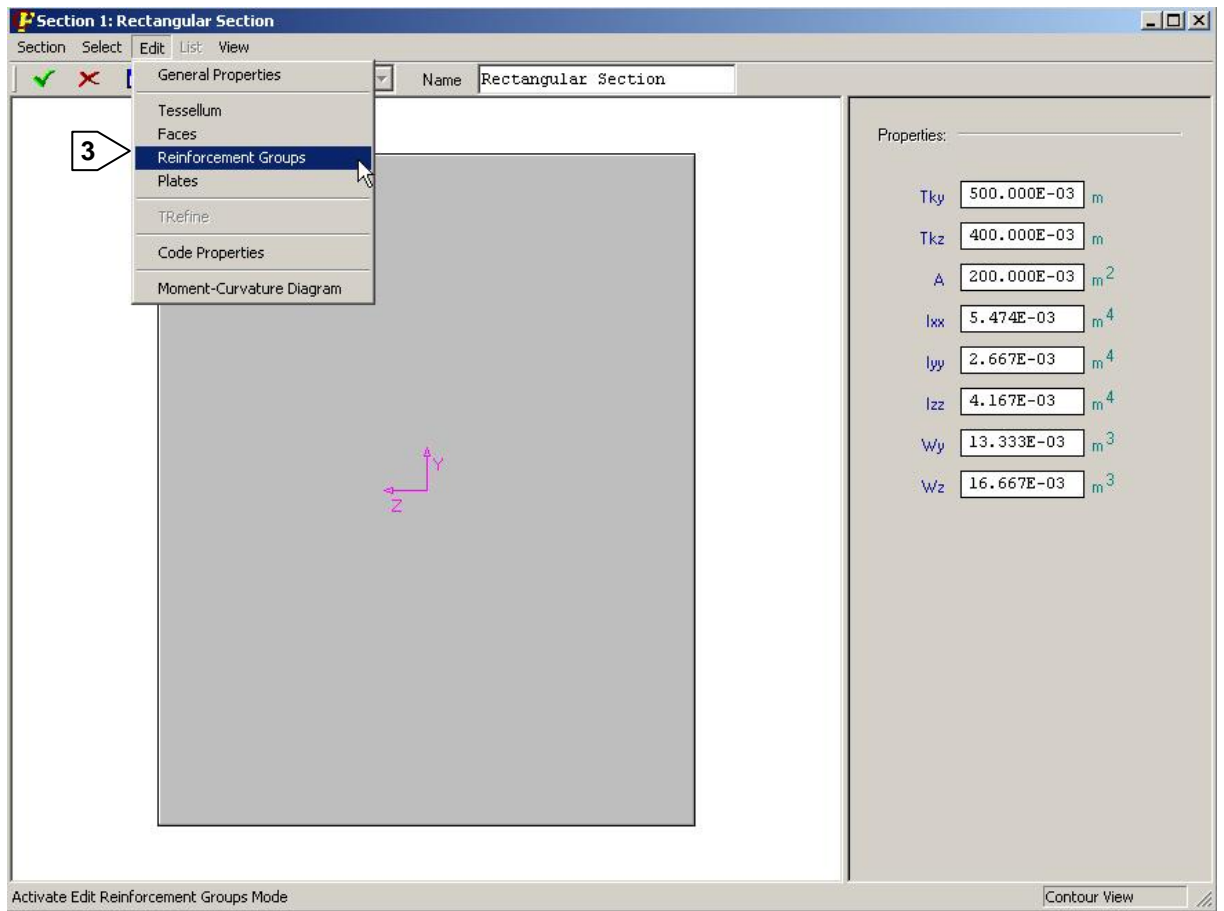 Section 1: Rectangular Section
Section Select Edit List View
Name Rectangular Section
General Properties
Tessellum
Faces
3
Reinforcement Groups
Plates
TRefine
Code Properties
Moment-Curvature Diagram
Y
Z
Properties:
Tky 500.000E-03 m
Tkz 400.000E-03 m
A 200.000E-03 m2
Ixx 5.474E-03 m4
Iyy 2.667E-03 m4
Izz 4.167E-03 m4
Wy 13.333E-03 m3
Wz 16.667E-03 m3
Activate Edit Reinforcement Groups Mode Contour View